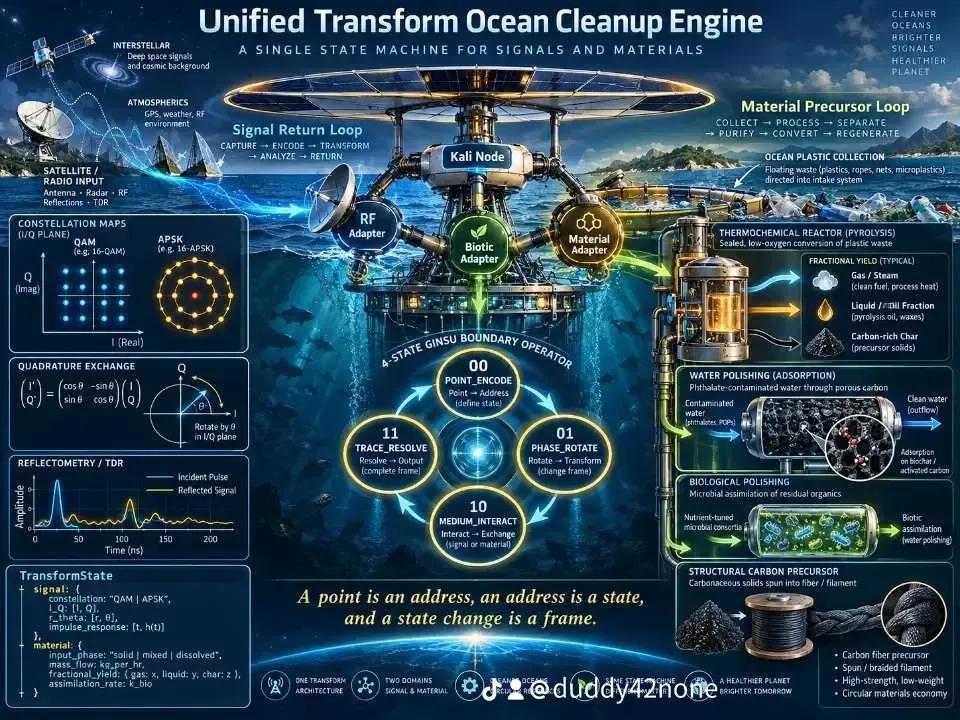 Unified Transform Ocean Cleanup Engine
A SINGLE STATE MACHINE FOR SIGNALS AND MATERIALS
CLEANER
OCEANS
BRIGHTER
SIGNALS
HEALTHIER
PLANET
INTERSTELLAR
Deep space signals
and cosmic background
ATMOSPHERICS
GPS, weather, RF
environment
SATELLITE /
RADIO INPUT
Antenna • Radar • RF
Reflections • TDR
Signal Return Loop
CAPTURE → ENCODE → TRANSFORM
→ ANALYZE → RETURN
Kali Node
RF
Adapter
Biotic
Adapter
Material
Adapter
Material Precursor Loop
COLLECT → PROCESS → SEPARATE
→ PURIFY → CONVERT → REGENERATE
OCEAN PLASTIC COLLECTION
Floating waste (plastics, ropes, nets, microplastics)
directed into intake system
CONSTELLATION MAPS
(I/Q PLANE)
QAM
(e.g, 16-QAM)
APSK
(e.g, 16-APSK)
Q
(Imag)
I (Real)
QUADRATURE EXCHANGE
(I' Q') = (cos θ −sin θ sin θ cos θ) (I Q)
Q
I
θ
Rotate by θ
in I/Q plane
REFLECTOMETRY / TDR
Incident Pulse
Reflected Signal
Amplitude
0 50 100 150 200
Time (ns)
TransformState
signal: {
constellation: "QAM | APSK",
I_Q: [I, Q],
r_theta: [r, θ],
impulse_response: [t, h(t)]
},
material: {
input_phase: "solid | mixed | dissolved",
mass_flow: kg_per_hr,
fractional_yield: { gas: x, liquid: y, char: z },
assimilation_rate: k_bio
}
4-STATE GINSU BOUNDARY OPERATOR
00
POINT_ENCODE
Point → Address
(define state)
01
PHASE_ROTATE
Rotate → Transform
(change frame)
10
MEDIUM_INTERACT
Interact → Exchange
(signal or material)
11
TRACE_RESOLVE
Resolve → Output
(complete frame)
A point is an address, an address is a state,
and a state change is a frame.
THERMOCHEMICAL REACTOR (PYROLYSIS)
Sealed, low-oxygen conversion of plastic waste
FRACTIONAL YIELD (TYPICAL)
Gas / Steam
(clean fuel, process heat)
Liquid / Oil Fraction
(pyrolysis oil, waxes)
Carbon-rich Char
(precursor solids)
WATER POLISHING (ADSORPTION)
Phthalate-contaminated water through porous carbon
Contaminated
water
(phthalates, POPs)
Clean water
(outflow)
Adsorption
on biochar /
activated carbon
BIOLOGICAL POLISHING
Microbial assimilation of residual organics
Nutrient-tuned
microbial consortia
Biotic
assimilation
(water polishing)
STRUCTURAL CARBON PRECURSOR
Carbonaceous solids spun into fiber / filament
• Carbon fiber precursor
• Spun / braided filament
• High-strength, low-weight
• Circular materials economy
ONE TRANSFORM
ARCHITECTURE
TWO DOMAINS
SIGNAL & MATERIAL
A HEALTHIER PLANET
BRIGHTER TOMORROW
@duddy42none